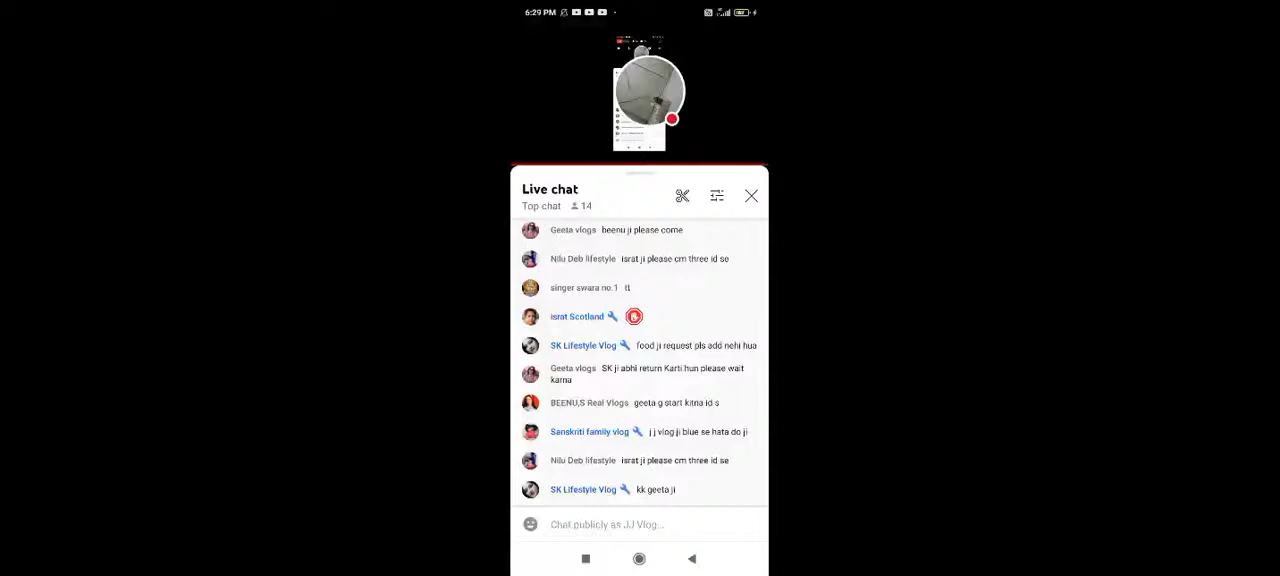 6:29 PM
Live chat
Top chat 14
Geeta vlogs beenu ji please come
Nilu Deb lifestyle israt ji please cm three id se
singer swara no.1 tt
israt Scotland
SK Lifestyle Vlog food ji request pls add nehi hua
Geeta vlogs SK ji abhi return Karti hun please wait
karna
BEENU,S Real Vlogs geeta g start kitna id s
Sanskriti family vlog j j vlog ji blue se hata do ji
Nilu Deb lifestyle israt ji please cm three id se
SK Lifestyle Vlog kk geeta ji
Chat publicly as JJ Vlog...